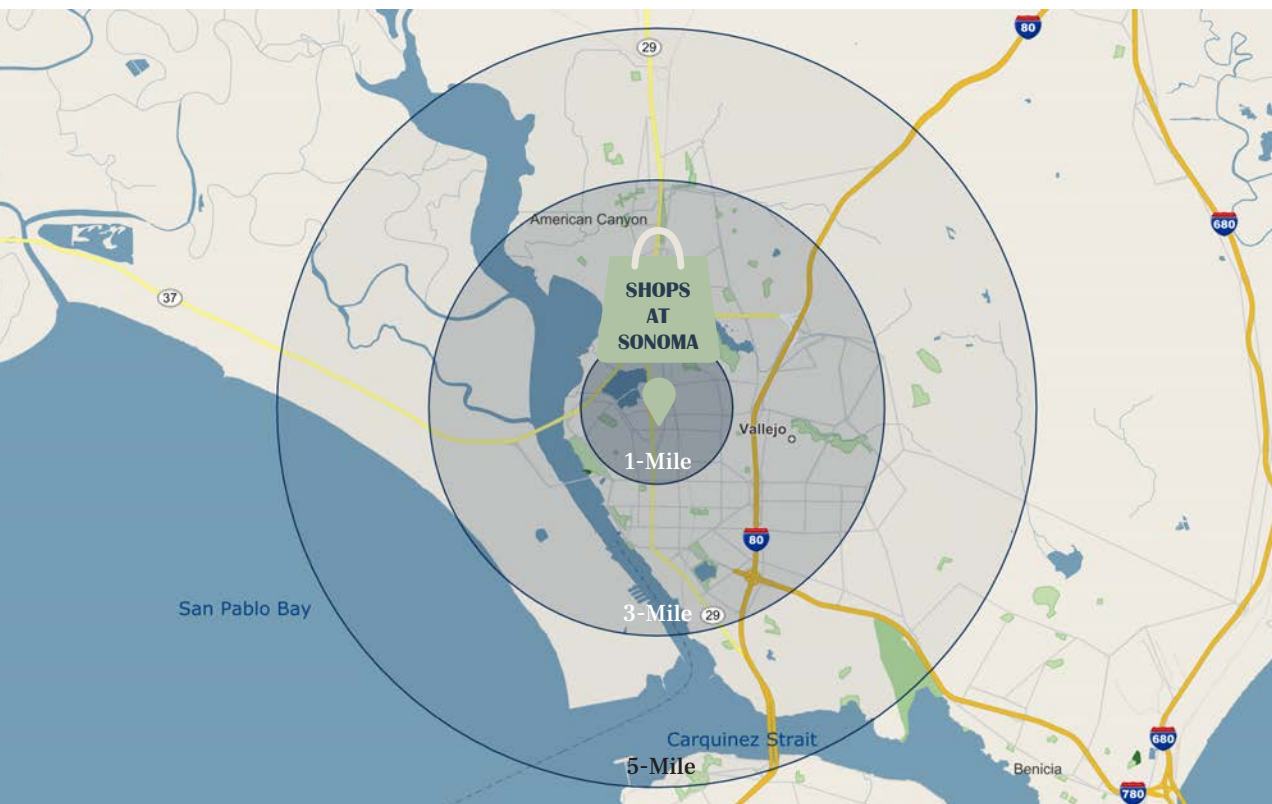 80
29
680
American Canyon
SHOPS
AT
SONOMA
37
Vallejo
1-Mile
80
San Pablo Bay
3-Mile
29
Carquinez Strait
680
5-Mile
Benicia
780